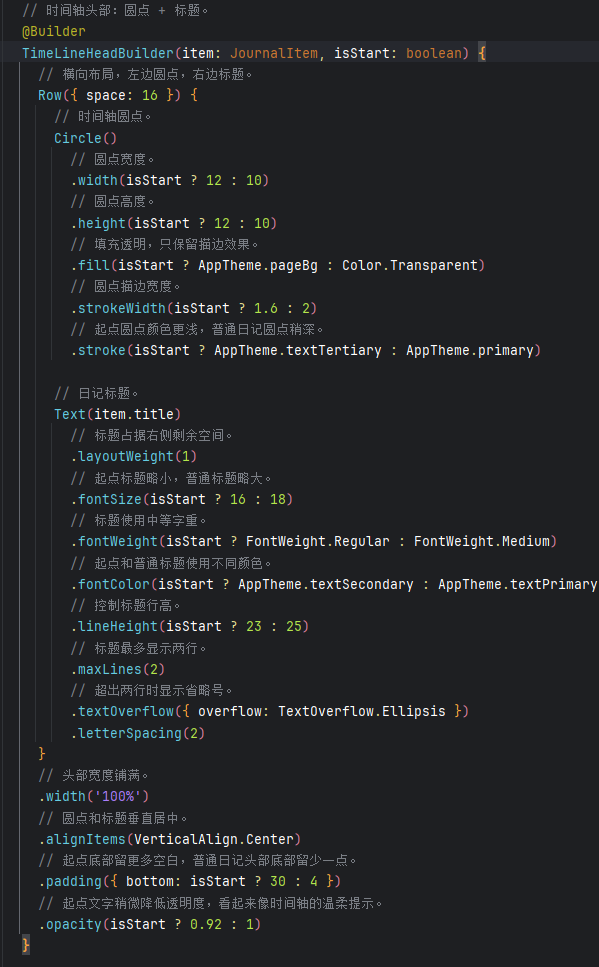 // 时间轴头部：圆点 + 标题。
@Builder
TimeLineHeadBuilder(item: JournalItem, isStart: boolean) {
  // 横向布局，左边圆点，右边标题。
  Row({ space: 16 }) {
    // 时间轴圆点。
    Circle()
      // 圆点宽度。
      .width(isStart ? 12 : 10)
      // 圆点高度。
      .height(isStart ? 12 : 10)
      // 填充透明，只保留描边效果。
      .fill(isStart ? AppTheme.pageBg : Color.Transparent)
      // 圆点描边宽度。
      .strokeWidth(isStart ? 1.6 : 2)
      // 起点圆点颜色更浅，普通日记圆点稍深。
      .stroke(isStart ? AppTheme.textTertiary : AppTheme.primary)

    // 日记标题。
    Text(item.title)
      // 标题占据右侧剩余空间。
      .layoutWeight(1)
      // 起点标题略小，普通标题略大。
      .fontSize(isStart ? 16 : 18)
      // 标题使用中等字重。
      .fontWeight(isStart ? FontWeight.Regular : FontWeight.Medium)
      // 起点和普通标题使用不同颜色。
      .fontColor(isStart ? AppTheme.textSecondary : AppTheme.textPrimary
      // 控制标题行高。
      .lineHeight(isStart ? 23 : 25)
      // 标题最多显示两行。
      .maxLines(2)
      // 超出两行时显示省略号。
      .textOverflow({ overflow: TextOverflow.Ellipsis })
      .letterSpacing(2)
  }
  // 头部宽度铺满。
  .width('100%')
  // 圆点和标题垂直居中。
  .alignItems(VerticalAlign.Center)
  // 起点底部留更多空白，普通日记头部底部留少一点。
  .padding({ bottom: isStart ? 30 : 4 })
  // 起点文字稍微降低透明度，看起来像时间轴的温柔提示。
  .opacity(isStart ? 0.92 : 1)
}